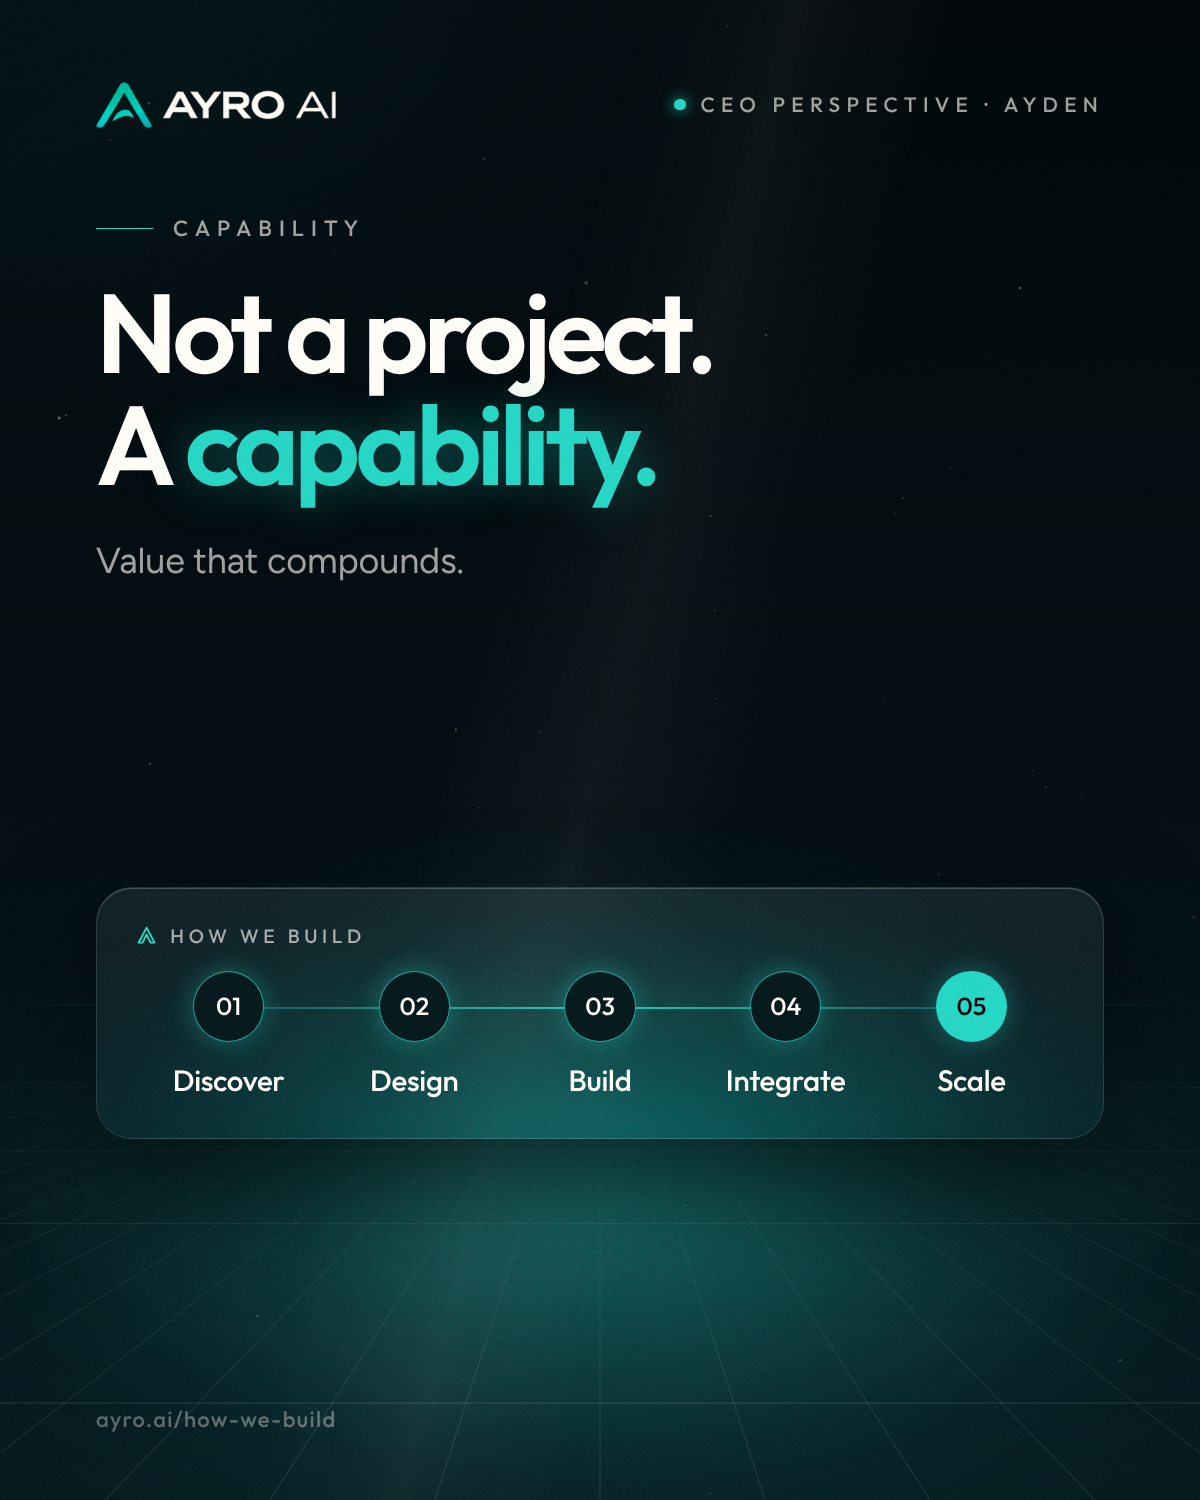 AYRO AI
CEO PERSPECTIVE · AYDEN
CAPABILITY
Not a project.
A capability.
Value that compounds.
HOW WE BUILD
01 02 03 04 05
Discover Design Build Integrate Scale
ayro.ai/how-we-build